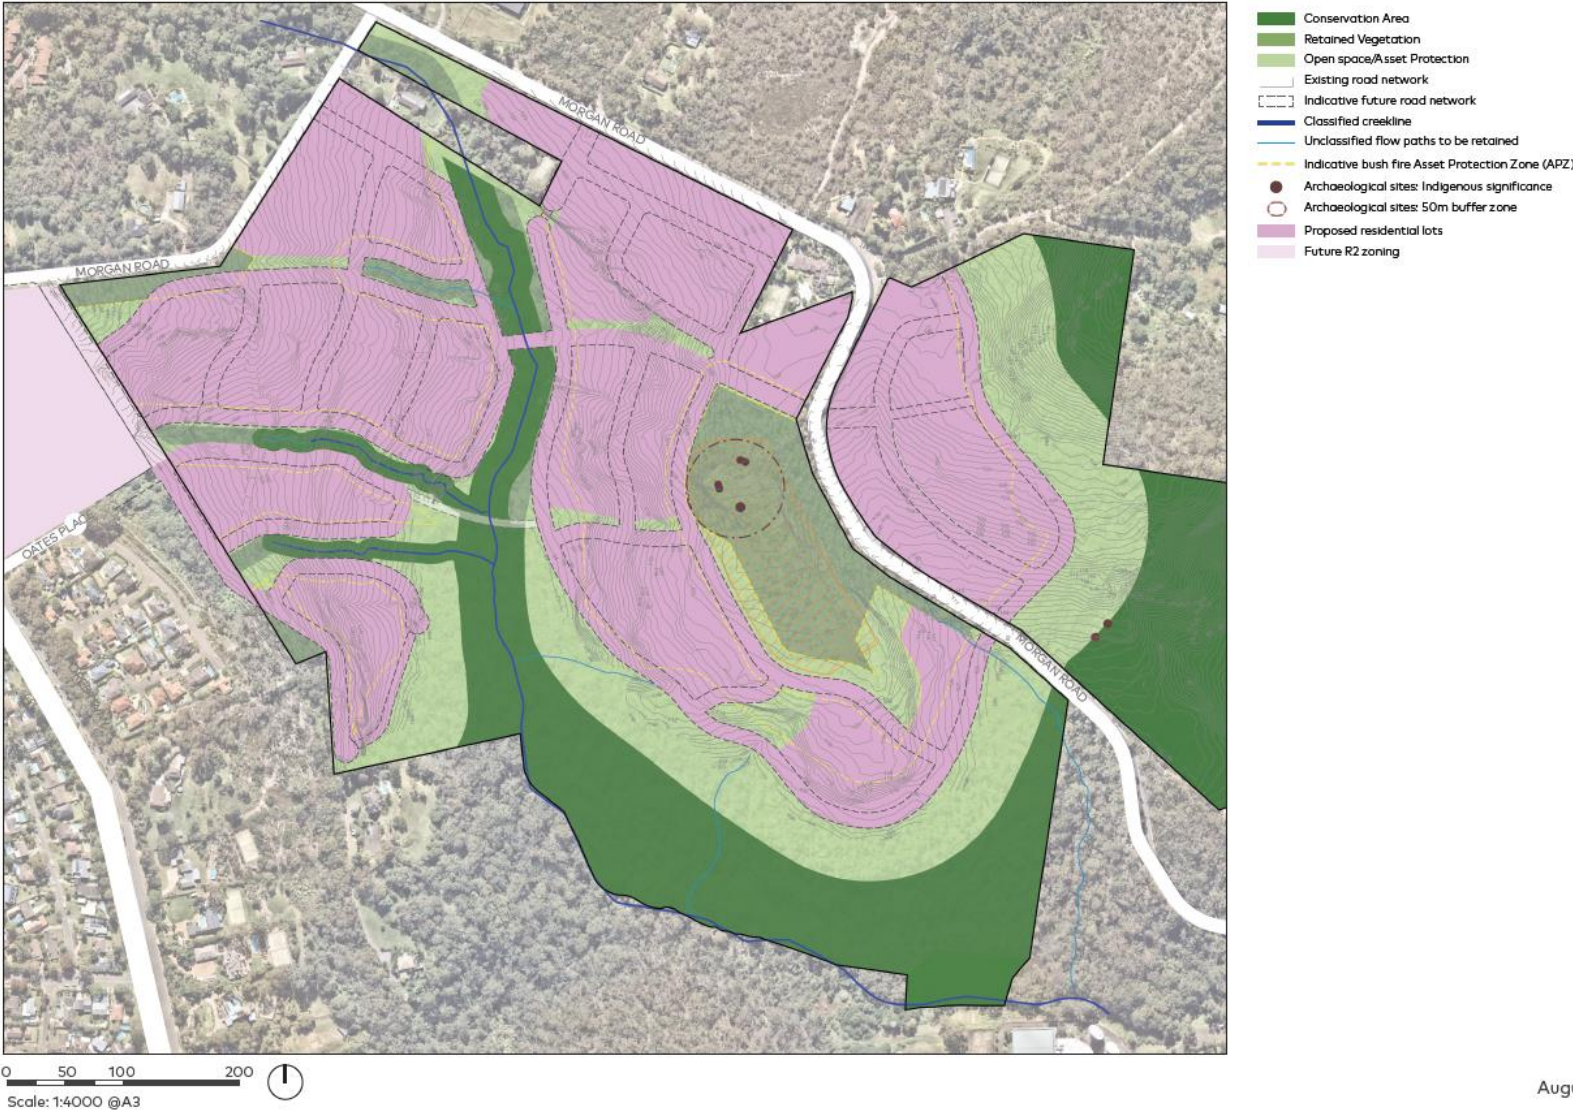 Conservation Area
Retained Vegetation
Open space/Asset Protection
Existing road network
Indicative future road network
Classified creekline
Unclassified flow paths to be retained
Indicative bush fire Asset Protection Zone (APZ)
Archaeological sites: Indigenous significance
Archaeological sites: 50m buffer zone
Proposed residential lots
Future R2 zoning
MORGAN ROAD
MORGAN ROAD
OATES PLAC
MORGAN ROAD
0 50 100 200
Scale: 1:4000 @A3
Augu